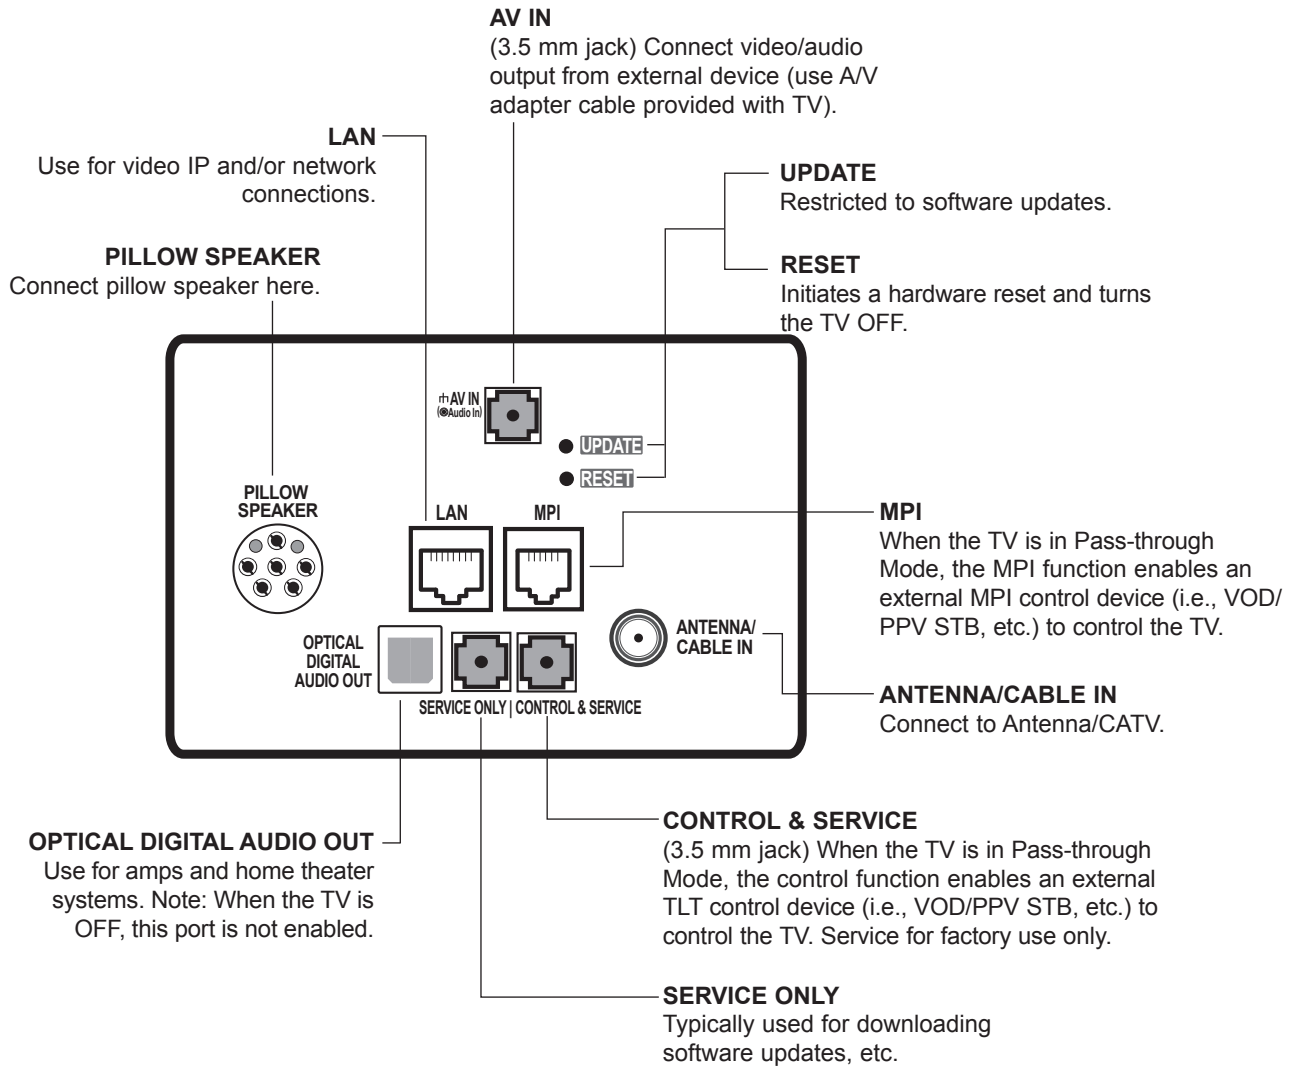 AV IN
(3.5 mm jack) Connect video/audio
output from external device (use A/V
adapter cable provided with TV).
LAN
Use for video IP and/or network
connections.
UPDATE
Restricted to software updates.
PILLOW SPEAKER
Connect pillow speaker here.
RESET
Initiates a hardware reset and turns
the TV OFF.
AV IN
(Audio In)
UPDATE
RESET
PILLOW
SPEAKER
LAN
MPI
MPI
When the TV is in Pass-through
Mode, the MPI function enables an
external MPI control device (i.e., VOD/
PPV STB, etc.) to control the TV.
OPTICAL
DIGITAL
AUDIO OUT
ANTENNA/
CABLE IN
SERVICE ONLY | CONTROL & SERVICE
ANTENNA/CABLE IN
Connect to Antenna/CATV.
OPTICAL DIGITAL AUDIO OUT
Use for amps and home theater
systems. Note: When the TV is
OFF, this port is not enabled.
CONTROL & SERVICE
(3.5 mm jack) When the TV is in Pass-through
Mode, the control function enables an external
TLT control device (i.e., VOD/PPV STB, etc.) to
control the TV. Service for factory use only.
SERVICE ONLY
Typically used for downloading
software updates, etc.